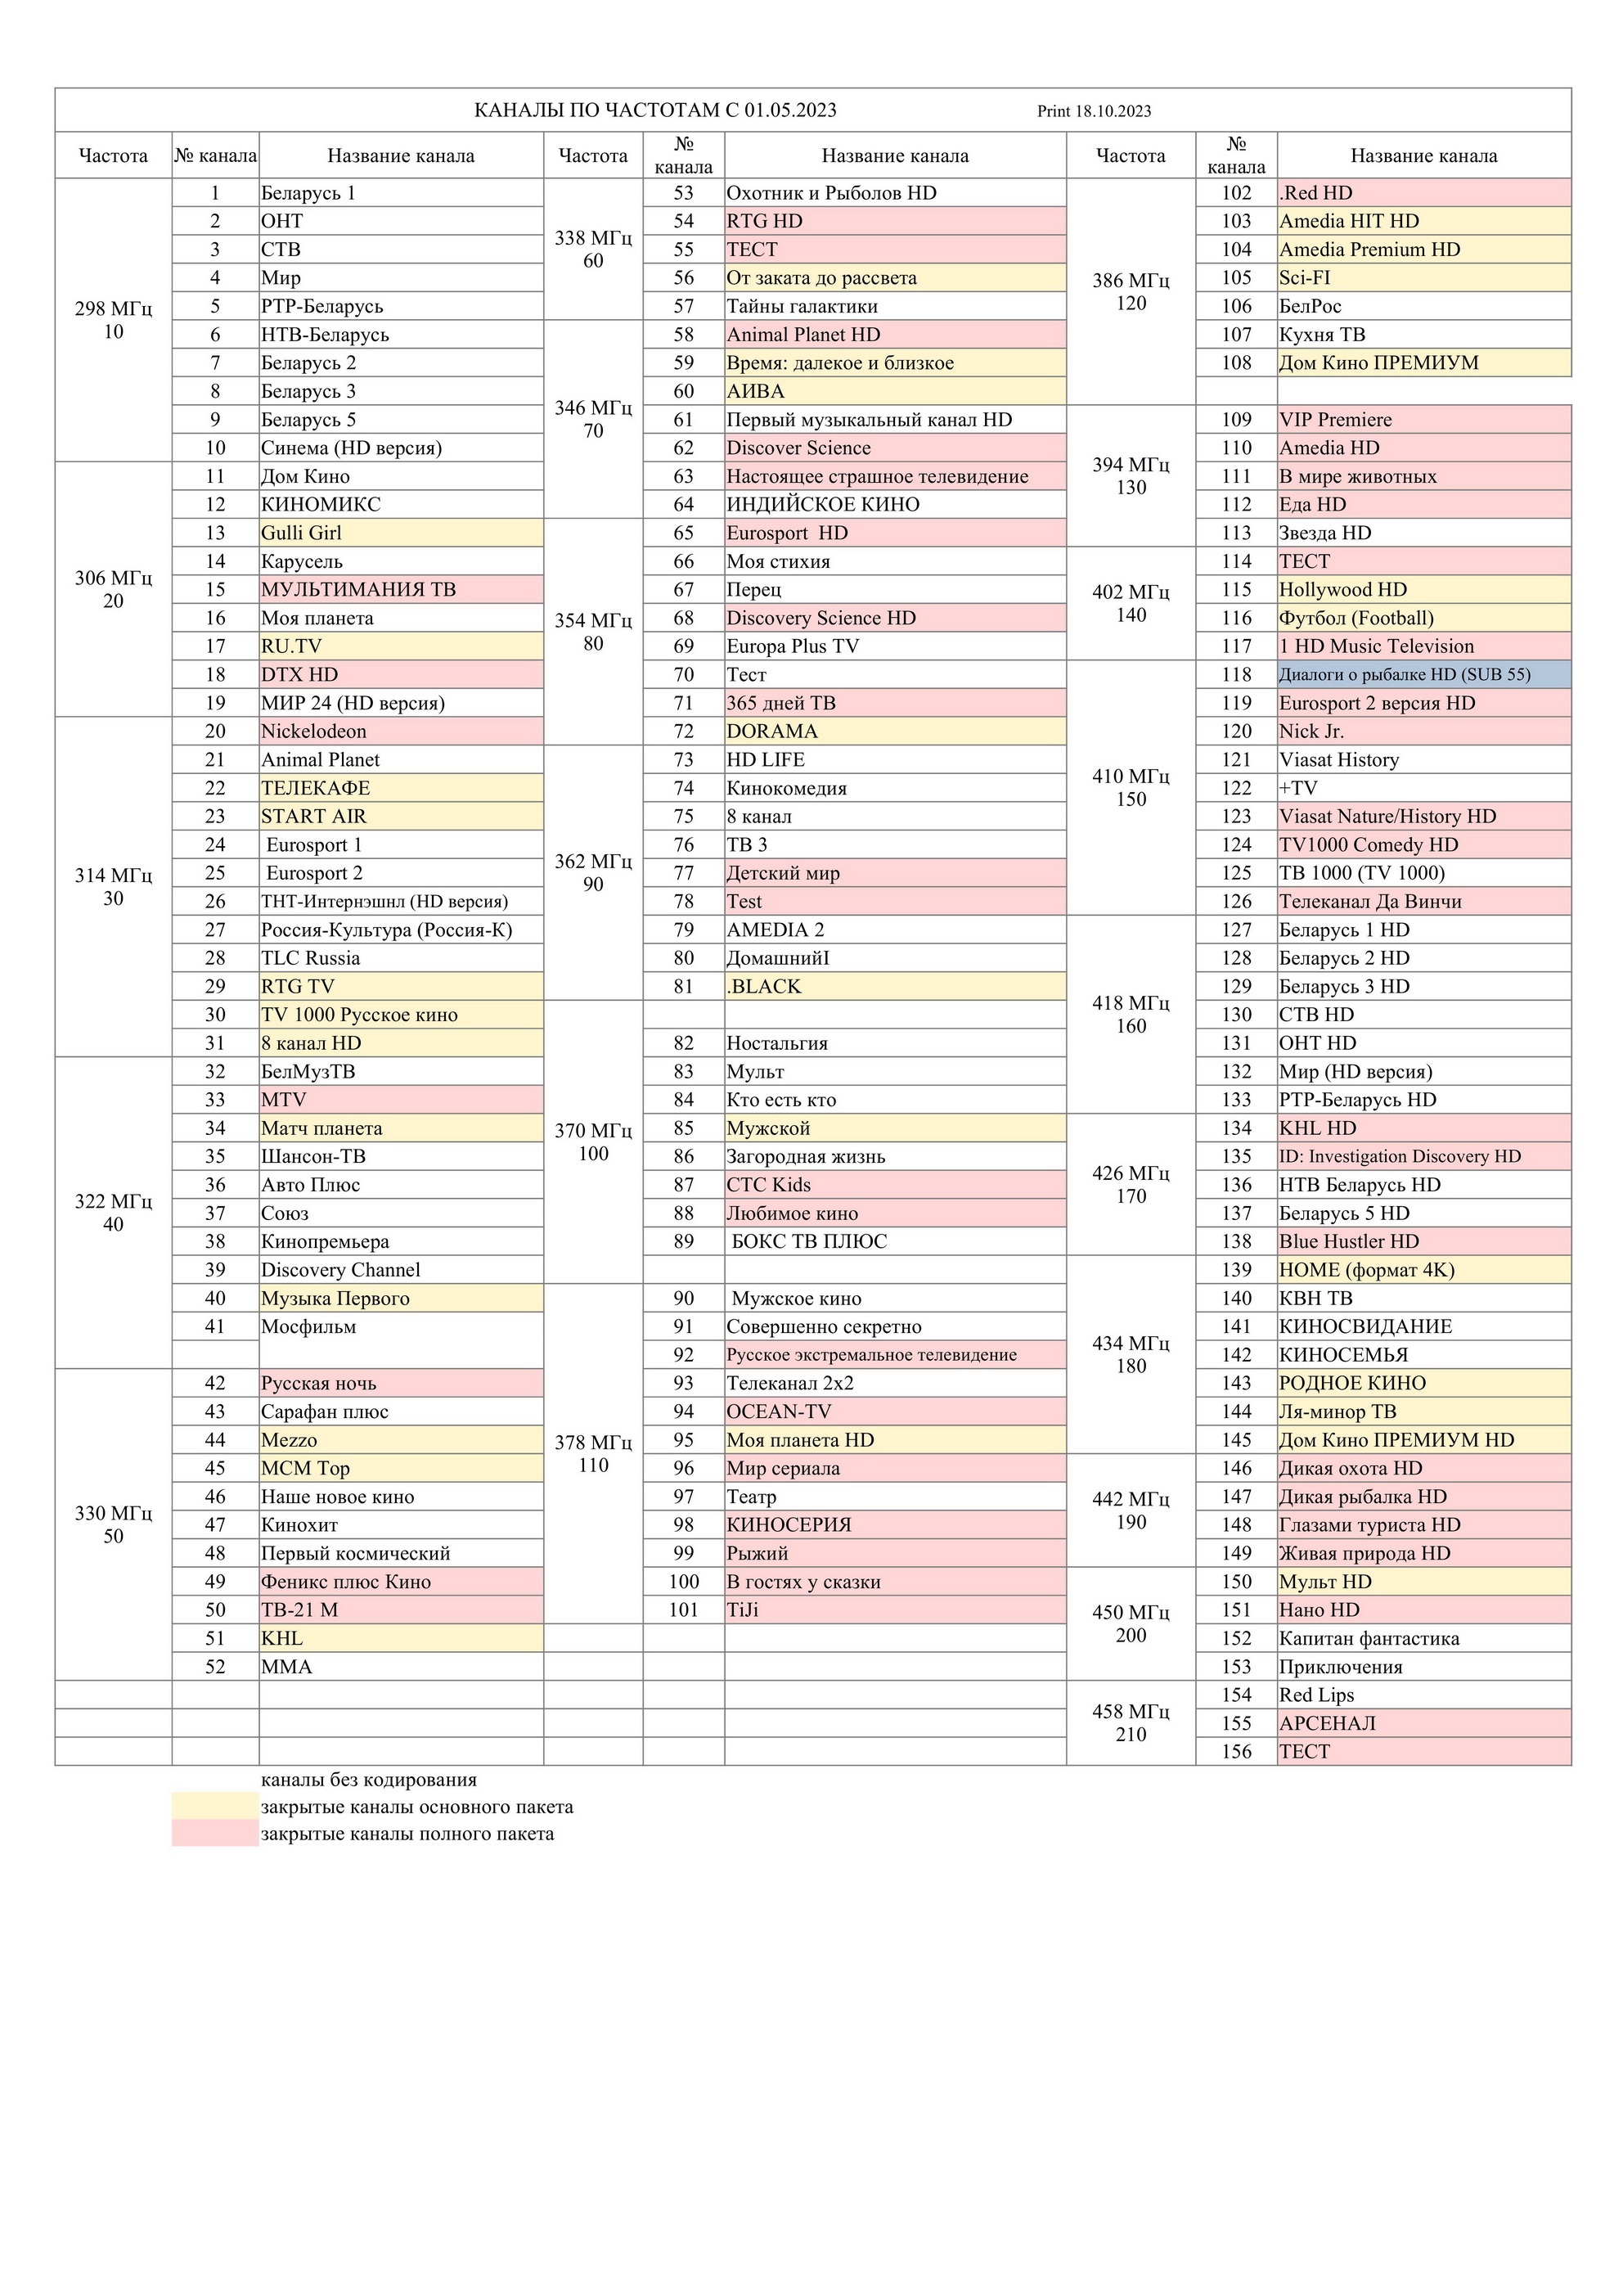 КАНАЛЫ ПО ЧАСТОТАМ С 01.05.2023 Print 18.10.2023
Частота № канала Название канала Частота № канала Название канала Частота № канала Название канала
298 МГц
10
1 Беларусь 1
2 ОНТ
3 СТВ
4 Мир
5 РТР-Беларусь
6 НТВ-Беларусь
7 Беларусь 2
8 Беларусь 3
9 Беларусь 5
10 Синема (HD версия)
306 МГц
20
11 Дом Кино
12 КИНОМИКС
13 Gulli Girl
14 Карусель
15 МУЛЬТИМАНИЯ ТВ
16 Моя планета
17 RU.TV
18 DTX HD
19 МИР 24 (HD версия)
314 МГц
30
20 Nickelodeon
21 Animal Planet
22 ТЕЛЕКАФЕ
23 START AIR
24 Eurosport 1
25 Eurosport 2
26 ТНТ-Интернэшнл (HD версия)
27 Россия-Культура (Россия-К)
28 TLC Russia
29 RTG TV
30 TV 1000 Русское кино
31 8 канал HD
322 МГц
40
32 БелМузТВ
33 MTV
34 Матч планета
35 Шансон-ТВ
36 Авто Плюс
37 Союз
38 Кинопремьера
39 Discovery Channel
40 Музыка Первого
41 Мосфильм
330 МГц
50
42 Русская ночь
43 Сарафан плюс
44 Mezzo
45 MCM Top
46 Наше новое кино
47 Кинохит
48 Первый космический
49 Феникс плюс Кино
50 ТВ-21 М
51 KHL
52 ММА
338 МГц
60
53 Охотник и Рыболов HD
54 RTG HD
55 ТЕСТ
56 От заката до рассвета
57 Тайны галактики
346 МГц
70
58 Animal Planet HD
59 Время: далекое и близкое
60 АИВА
61 Первый музыкальный канал HD
62 Discover Science
63 Настоящее страшное телевидение
64 ИНДИЙСКОЕ КИНО
354 МГц
80
65 Eurosport HD
66 Моя стихия
67 Перец
68 Discovery Science HD
69 Europa Plus TV
70 Тест
71 365 дней ТВ
72 DORAMA
362 МГц
90
73 HD LIFE
74 Кинокомедия
75 8 канал
76 ТВ 3
77 Детский мир
78 Test
79 AMEDIA 2
80 ДомашнийI
81 .BLACK
370 МГц
100
82 Ностальгия
83 Мульт
84 Кто есть кто
85 Мужской
86 Загородная жизнь
87 СТС Kids
88 Любимое кино
89 БОКС ТВ ПЛЮС
378 МГц
110
90 Мужское кино
91 Совершенно секретно
92 Русское экстремальное телевидение
93 Телеканал 2x2
94 OCEAN-TV
95 Моя планета HD
96 Мир сериала
97 Театр
98 КИНОСЕРИЯ
99 Рыжий
100 В гостях у сказки
101 TiJi
386 МГц
120
102 .Red HD
103 Amedia HIT HD
104 Amedia Premium HD
105 Sci-FI
106 БелРос
107 Кухня ТВ
108 Дом Кино ПРЕМИУМ
394 МГц
130
109 VIP Premiere
110 Amedia HD
111 В мире животных
112 Еда HD
113 Звезда HD
402 МГц
140
114 ТЕСТ
115 Hollywood HD
116 Футбол (Football)
117 1 HD Music Television
410 МГц
150
118 Диалоги о рыбалке HD (SUB 55)
119 Eurosport 2 версия HD
120 Nick Jr.
121 Viasat History
122 +TV
123 Viasat Nature/History HD
124 TV1000 Comedy HD
125 ТВ 1000 (TV 1000)
126 Телеканал Да Винчи
418 МГц
160
127 Беларусь 1 HD
128 Беларусь 2 HD
129 Беларусь 3 HD
130 СТВ HD
131 ОНТ HD
132 Мир (HD версия)
133 РТР-Беларусь HD
426 МГц
170
134 KHL HD
135 ID: Investigation Discovery HD
136 НТВ Беларусь HD
137 Беларусь 5 HD
138 Blue Hustler HD
434 МГц
180
139 HOME (формат 4K)
140 КВН ТВ
141 КИНОСВИДАНИЕ
142 КИНОСЕМЬЯ
143 РОДНОЕ КИНО
144 Ля-минор ТВ
145 Дом Кино ПРЕМИУМ HD
442 МГц
190
146 Дикая охота HD
147 Дикая рыбалка HD
148 Глазами туриста HD
149 Живая природа HD
450 МГц
200
150 Мульт HD
151 Нано HD
152 Капитан фантастика
153 Приключения
458 МГц
210
154 Red Lips
155 АРСЕНАЛ
156 ТЕСТ
каналы без кодирования
закрытые каналы основного пакета
закрытые каналы полного пакета